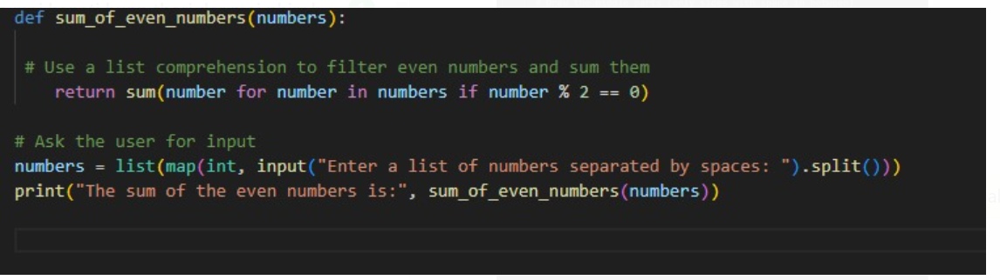 def sum_of_even_numbers(numbers):
# Use a list comprehension to filter even numbers and sum them
return sum(number for number in numbers if number % 2 == 0)
# Ask the user for input
numbers = list(map(int, input("Enter a list of numbers separated by spaces: ").split()))
print("The sum of the even numbers is:", sum_of_even_numbers(numbers))